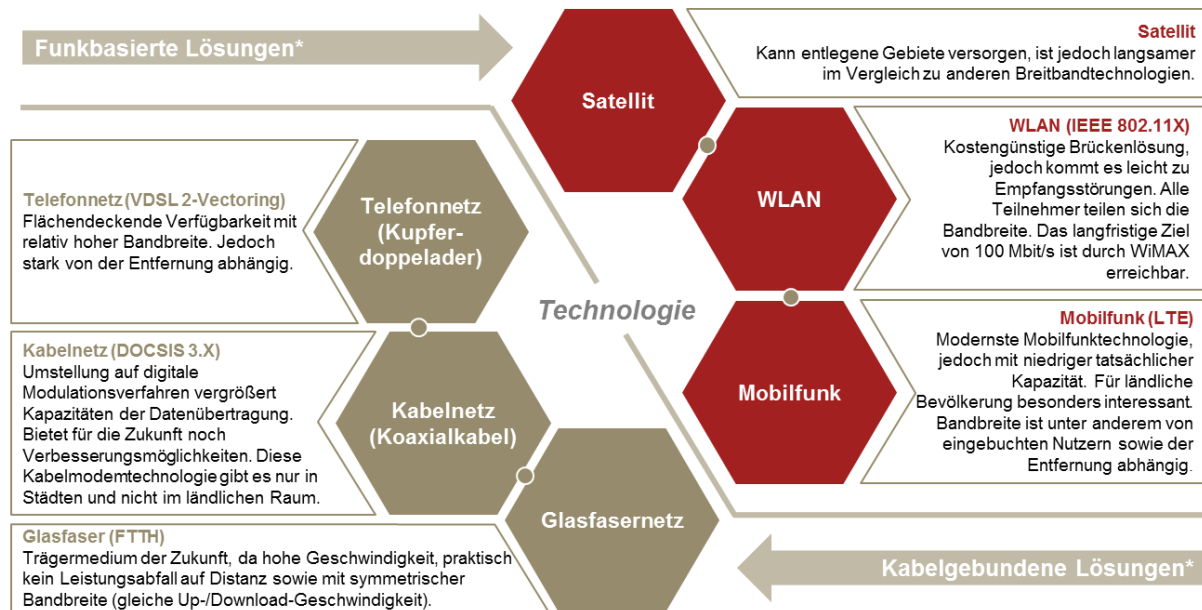 Funkbasierte Lösungen*
Satellit
Satellit
Kann entlegene Gebiete versorgen, ist jedoch langsamer
im Vergleich zu anderen Breitbandtechnologien.
WLAN
WLAN (IEEE 802.11X)
Kostengünstige Brückenlösung,
jedoch kommt es leicht zu
Empfangsstörungen. Alle
Teilnehmer teilen sich die
Bandbreite. Das langfristige Ziel
von 100 Mbit/s ist durch WiMAX
erreichbar.
Telefonnetz (VDSL 2-Vectoring)
Flächendeckende Verfügbarkeit mit
relativ hoher Bandbreite. Jedoch
stark von der Entfernung abhängig.
Telefonnetz
(Kupfer-
doppelader)
Technologie
Mobilfunk
Mobilfunk (LTE)
Modernste Mobilfunktechnologie,
jedoch mit niedriger tatsächlicher
Kapazität. Für ländliche
Bevölkerung besonders interessant.
Bandbreite ist unter anderem von
eingebuchten Nutzern sowie der
Entfernung abhängig.
Kabelnetz (DOCSIS 3.X)
Umstellung auf digitale
Modulationsverfahren vergrößert
Kapazitäten der Datenübertragung.
Bietet für die Zukunft noch
Verbesserungsmöglichkeiten. Diese
Kabelmodemtechnologie gibt es nur in
Städten und nicht im ländlichen Raum.
Kabelnetz
(Koaxialkabel)
Glasfasernetz
Glasfaser (FTTH)
Trägermedium der Zukunft, da hohe Geschwindigkeit, praktisch
kein Leistungsabfall auf Distanz sowie mit symmetrischer
Bandbreite (gleiche Up-/Download-Geschwindigkeit).
Kabelgebundene Lösungen*